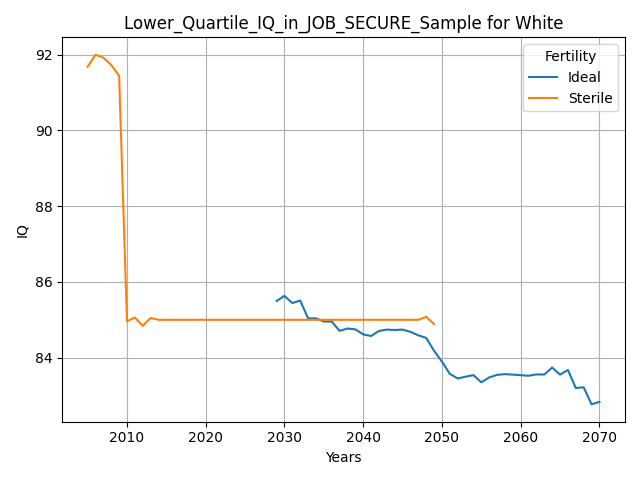 Lower_Quartile_IQ_in_JOB_SECURE_Sample for White
Fertility
Ideal
Sterile
IQ
92
90
88
86
84
2010 2020 2030 2040 2050 2060 2070
Years